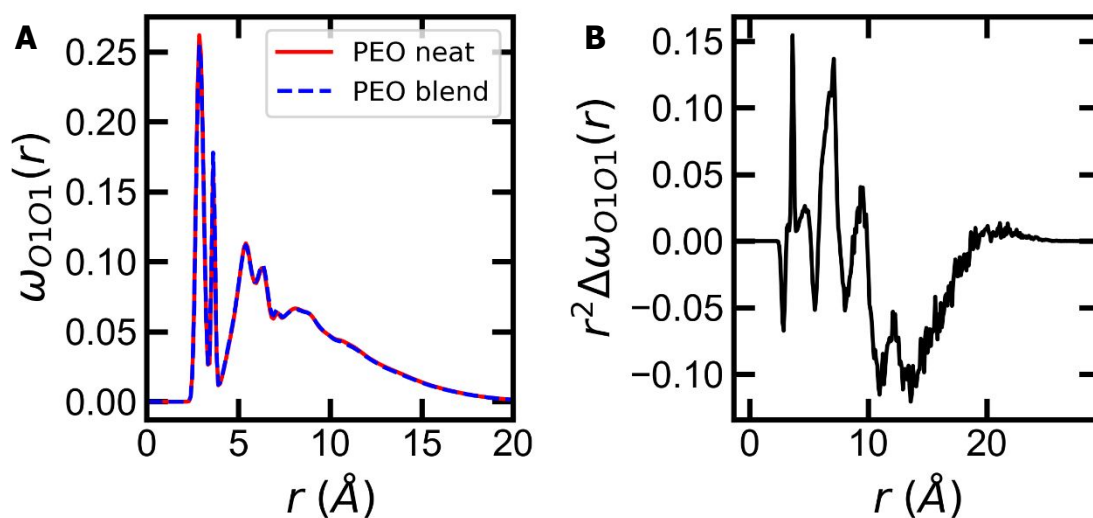 A
ω_{O1O1}(r)
0.25
0.20
0.15
0.10
0.05
0.00
PEO neat
PEO blend
0 5 10 15 20
r (Å)
B
r²Δω_{O1O1}(r)
0.15
0.10
0.05
0.00
−0.05
−0.10
0 10 20
r (Å)